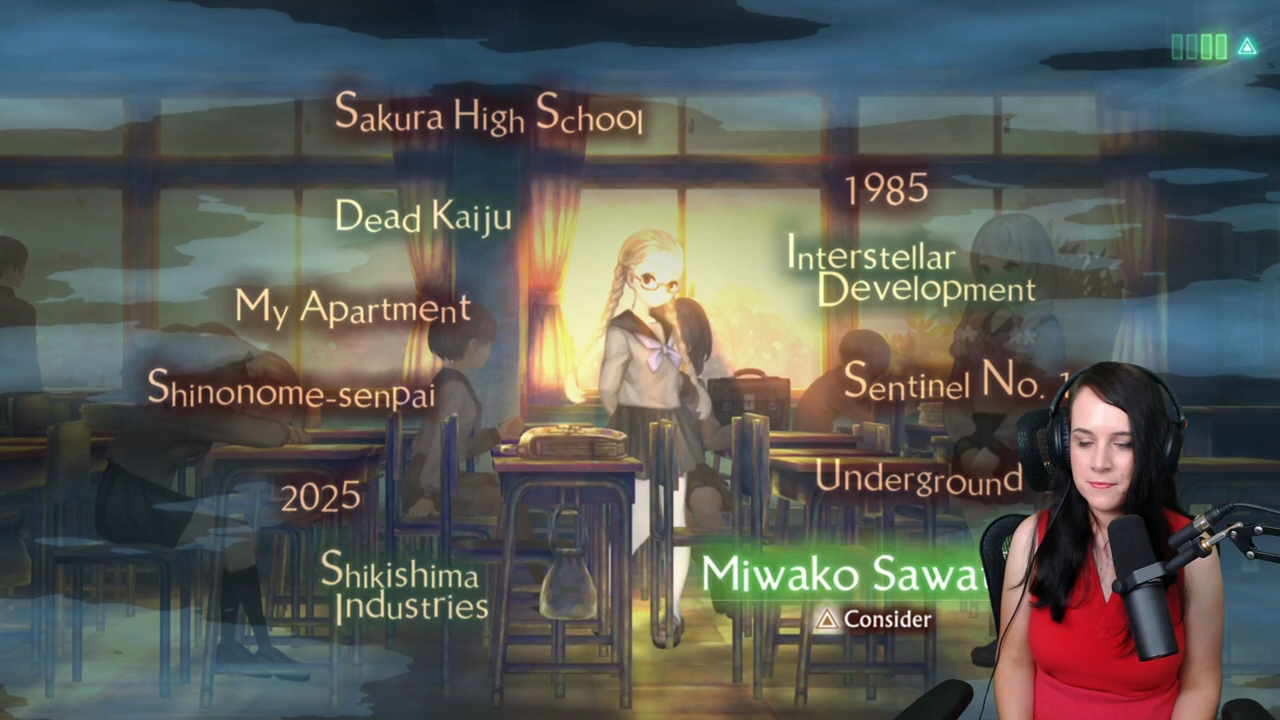 Sakura High School
1985
Dead Kaiju
Interstellar
Development
My Apartment
Shinonome-senpai
Sentinel No.
Underground
2025
Shikishima
Industries
Miwako
Consider